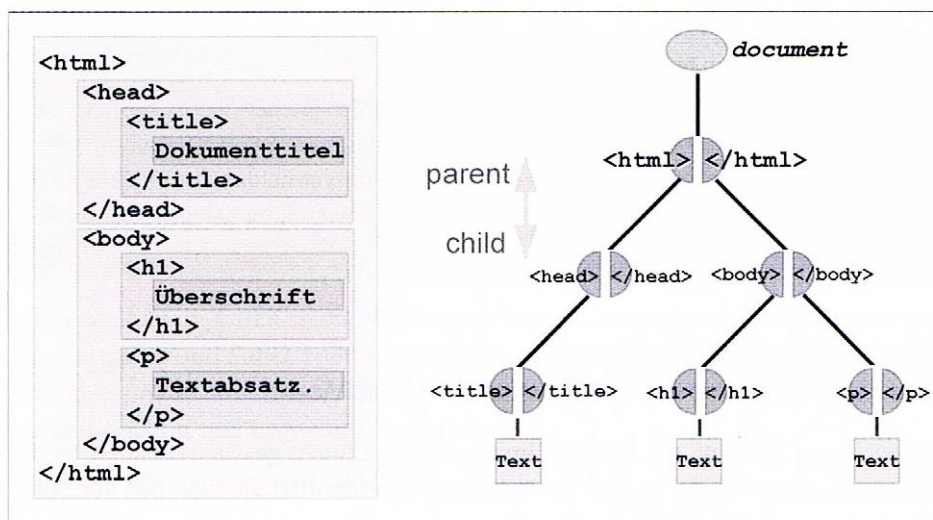 <html>
<head>
<title>
Dokumenttitel
</title>
</head>
<body>
<h1>
Überschrift
</h1>
<p>
Textabsatz.
</p>
</body>
</html>
document
<html> </html>
parent
child
<head> </head> <body> </body>
<title> </title> <h1> </h1> <p> </p>
Text Text Text